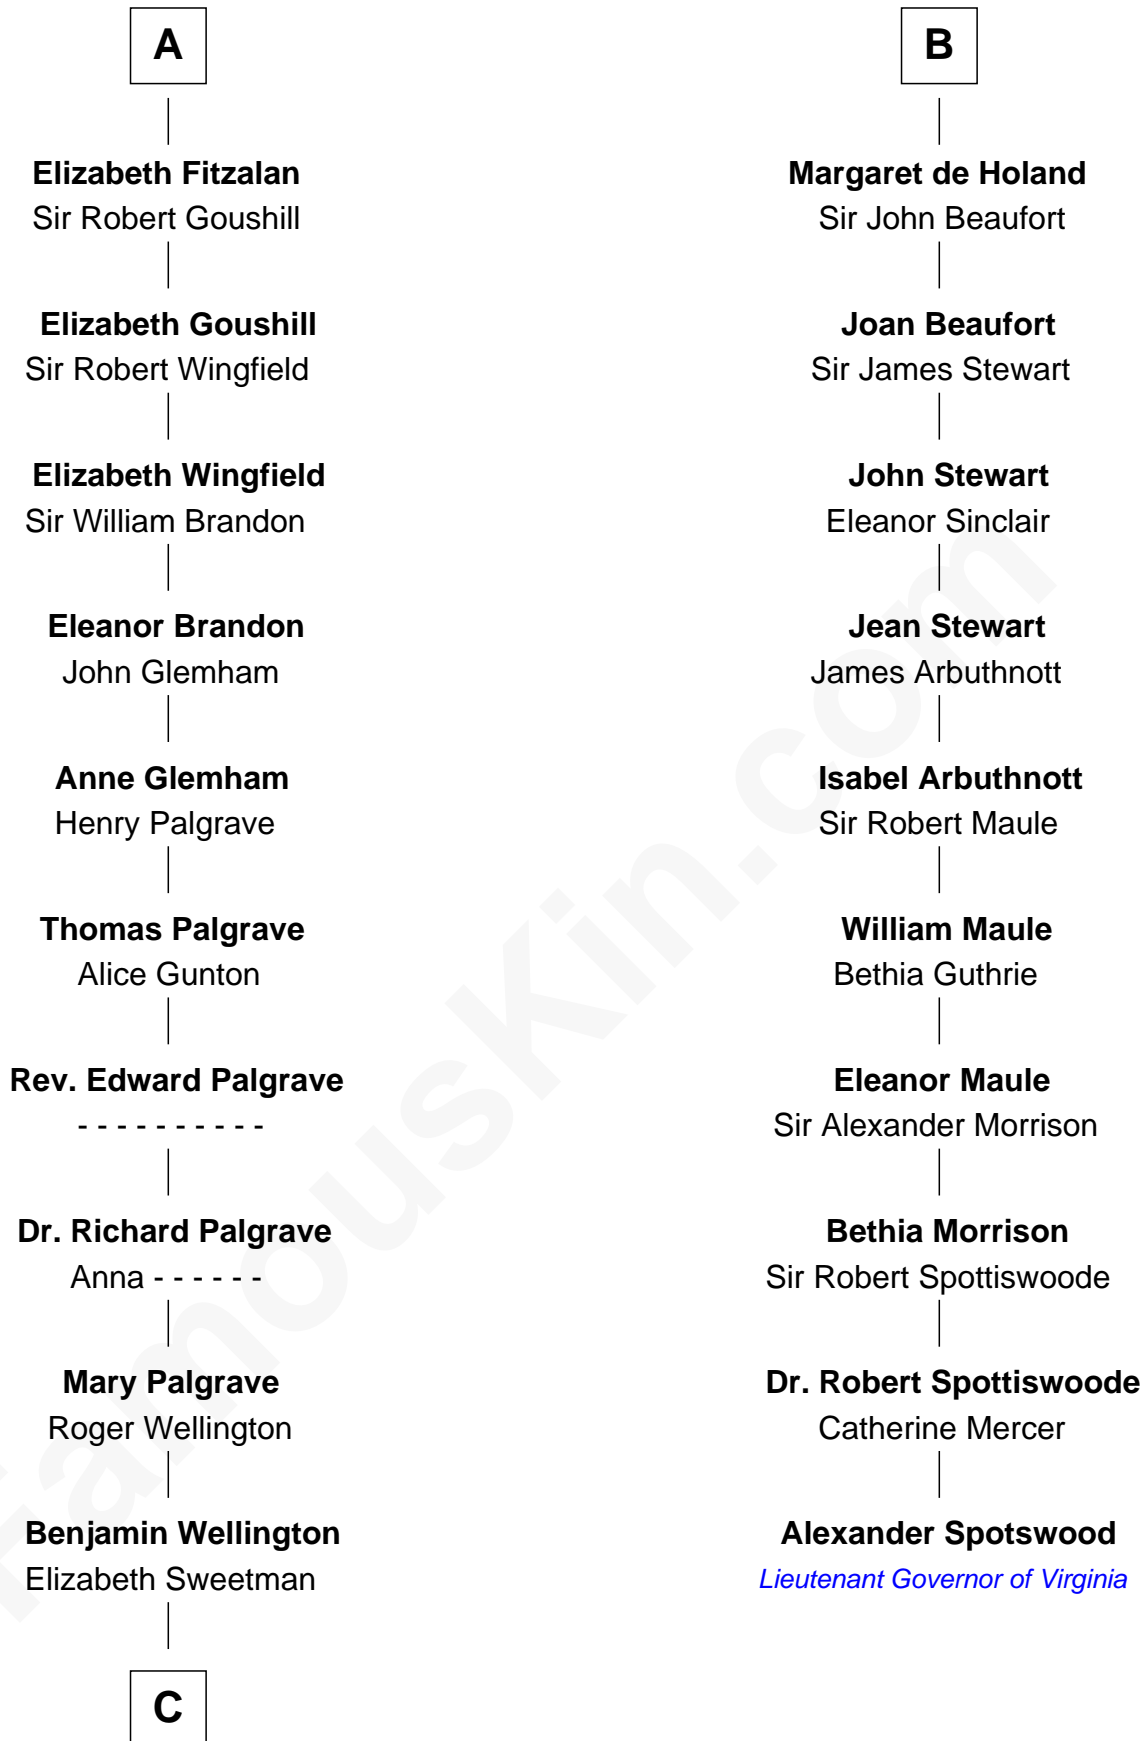 A
Elizabeth Fitzalan
Sir Robert Goushill
Elizabeth Goushill
Sir Robert Wingfield
Elizabeth Wingfield
Sir William Brandon
Eleanor Brandon
John Glemham
Anne Glemham
Henry Palgrave
Thomas Palgrave
Alice Gunton
Rev. Edward Palgrave
- - - - - - - - - -
Dr. Richard Palgrave
Anna - - - - - -
Mary Palgrave
Roger Wellington
Benjamin Wellington
Elizabeth Sweetman
C
B
Margaret de Holand
Sir John Beaufort
Joan Beaufort
Sir James Stewart
John Stewart
Eleanor Sinclair
Jean Stewart
James Arbuthnott
Isabel Arbuthnott
Sir Robert Maule
William Maule
Bethia Guthrie
Eleanor Maule
Sir Alexander Morrison
Bethia Morrison
Sir Robert Spottiswoode
Dr. Robert Spottiswoode
Catherine Mercer
Alexander Spotswood
Lieutenant Governor of Virginia
FamousKin.com